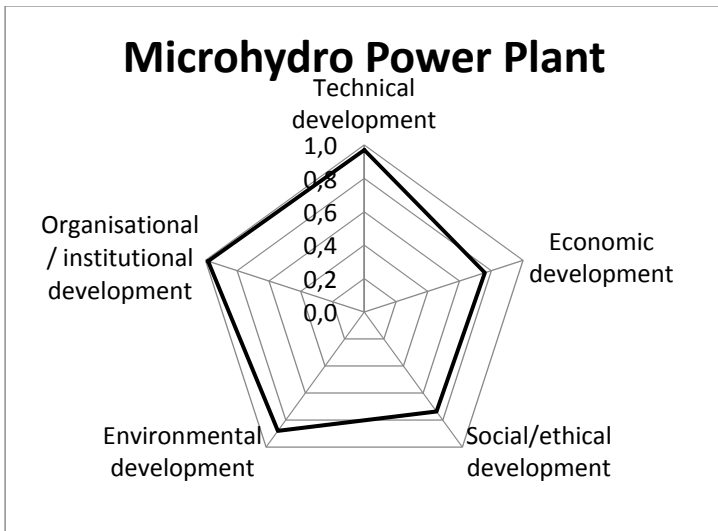 Microhydro Power Plant
Technical
development
1,0
0,8
0,6
0,4
0,2
0,0
Economic
development
Social/ethical
development
Environmental
development
Organisational
/ institutional
development